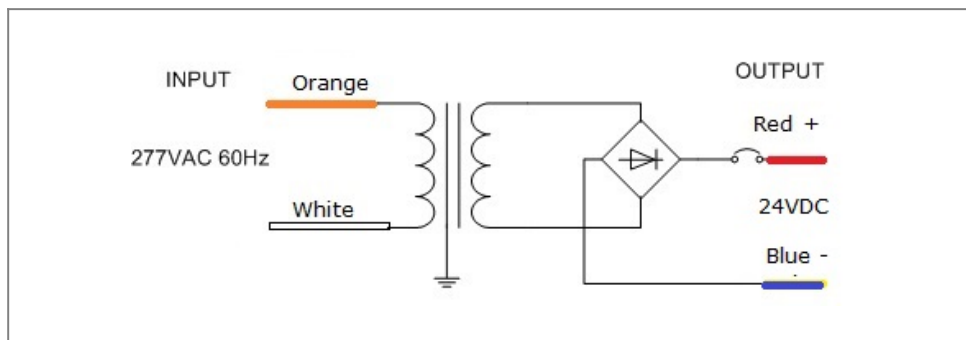 INPUT
Orange
277VAC 60Hz
White
OUTPUT
Red +
24VDC
Blue -